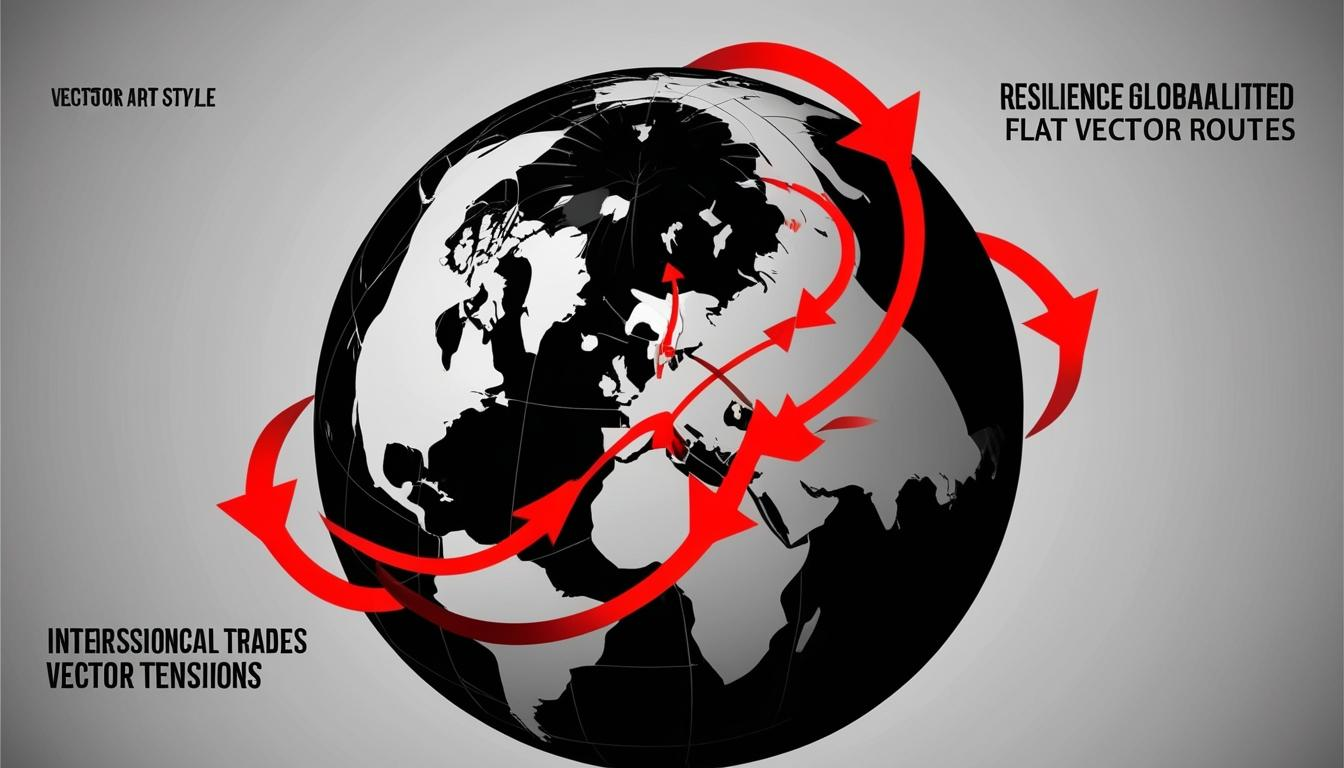 VECTJOR ART STYLE
RESILIENCE GLOBAALITTED
FLAT VECTOR ROUTES
INTERSSIONCAL TRADES
VECTOR TENSIIONS